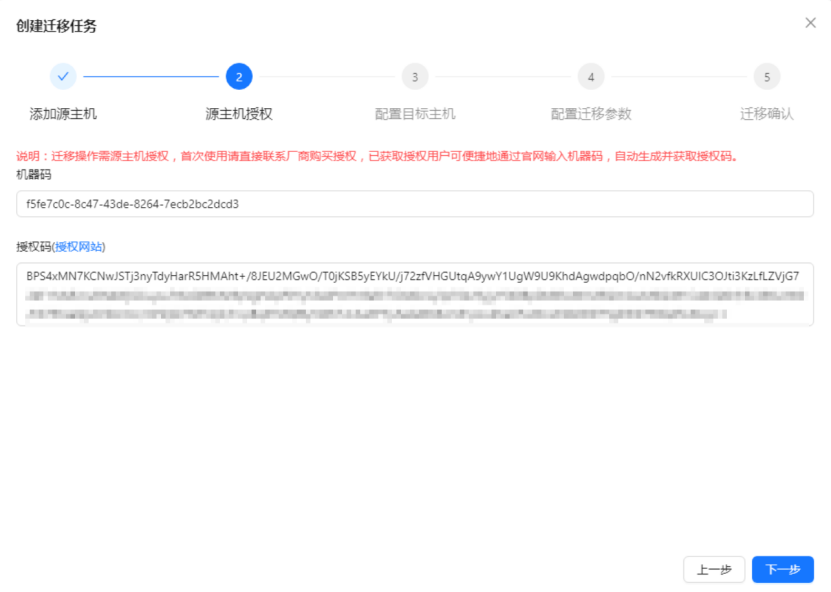 创建迁移任务
2
3
4
5
添加源主机
源主机授权
配置目标主机
配置迁移参数
迁移确认
说明：迁移操作需源主机授权，首次使用请直接联系厂商购买授权，已获取授权用户可便捷地通过官网输入机器码，自动生成并获取授权码。
机器码
f5fe7c0c-8c47-43de-8264-7ecb2bc2dcd3
授权码(授权网站)
BPS4xMN7KCNwJSTj3nyTdyHarR5HMAht+/8JEU2MGwO/T0jKSB5yEYkU/j72zfVHGUtqA9ywY1UgW9U9KhdAgwdpqbO/nN2vfkRXUIC3OJti3KzLfLZVjG7
上一步
下一步